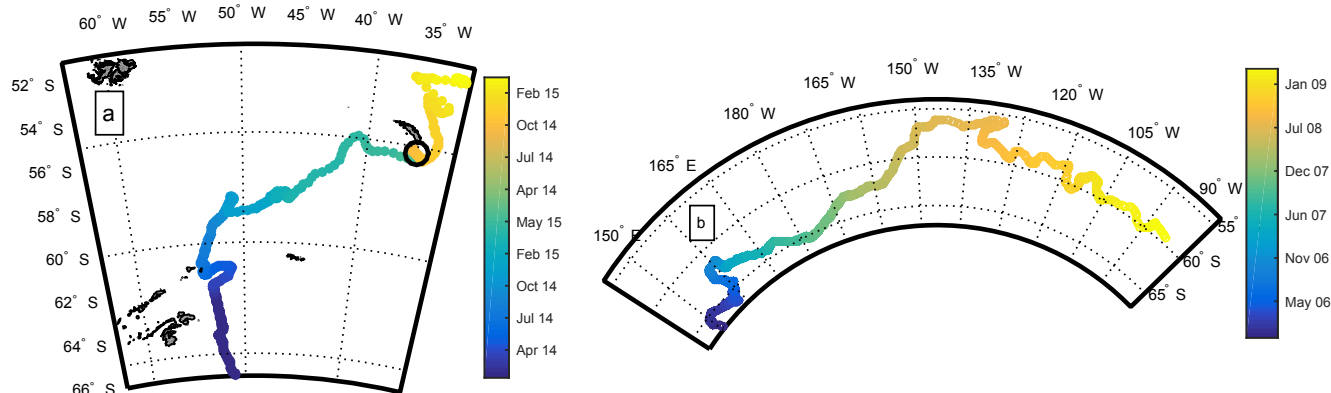 60° W 55° W 50° W 45° W 40° W 35° W
52° S
54° S
56° S
58° S
60° S
62° S
64° S
66° S
a
Feb 15
Oct 14
Jul 14
Apr 14
May 15
Feb 15
Oct 14
Jul 14
Apr 14
150° E
165° E
180° W
165° W
150° W
135° W
120° W
105° W
90° W
55°
60° S
65° S
b
Jan 09
Jul 08
Dec 07
Jun 07
Nov 06
May 06